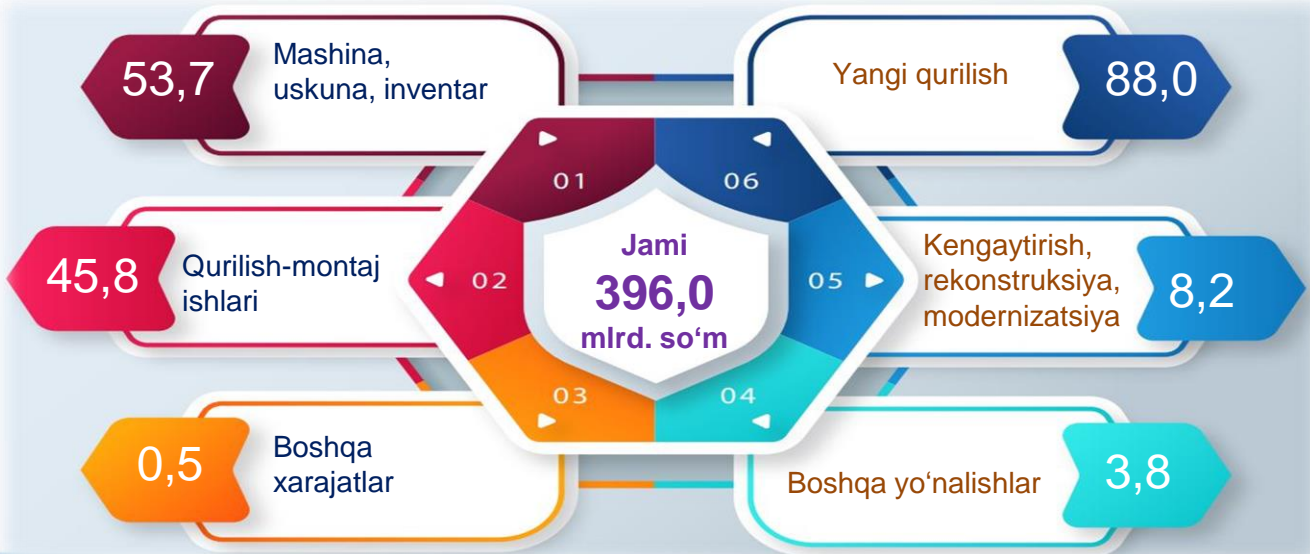 53,7
Mashina,
uskuna, inventar
Yangi qurilish
88,0
01
06
45,8
Qurilish-montaj
ishlari
02
Jami
396,0
mlrd. so‘m
05
Kengaytirish,
rekonstruksiya,
modernizatsiya
8,2
03
04
0,5
Boshqa
xarajatlar
Boshqa yo‘nalishlar
3,8